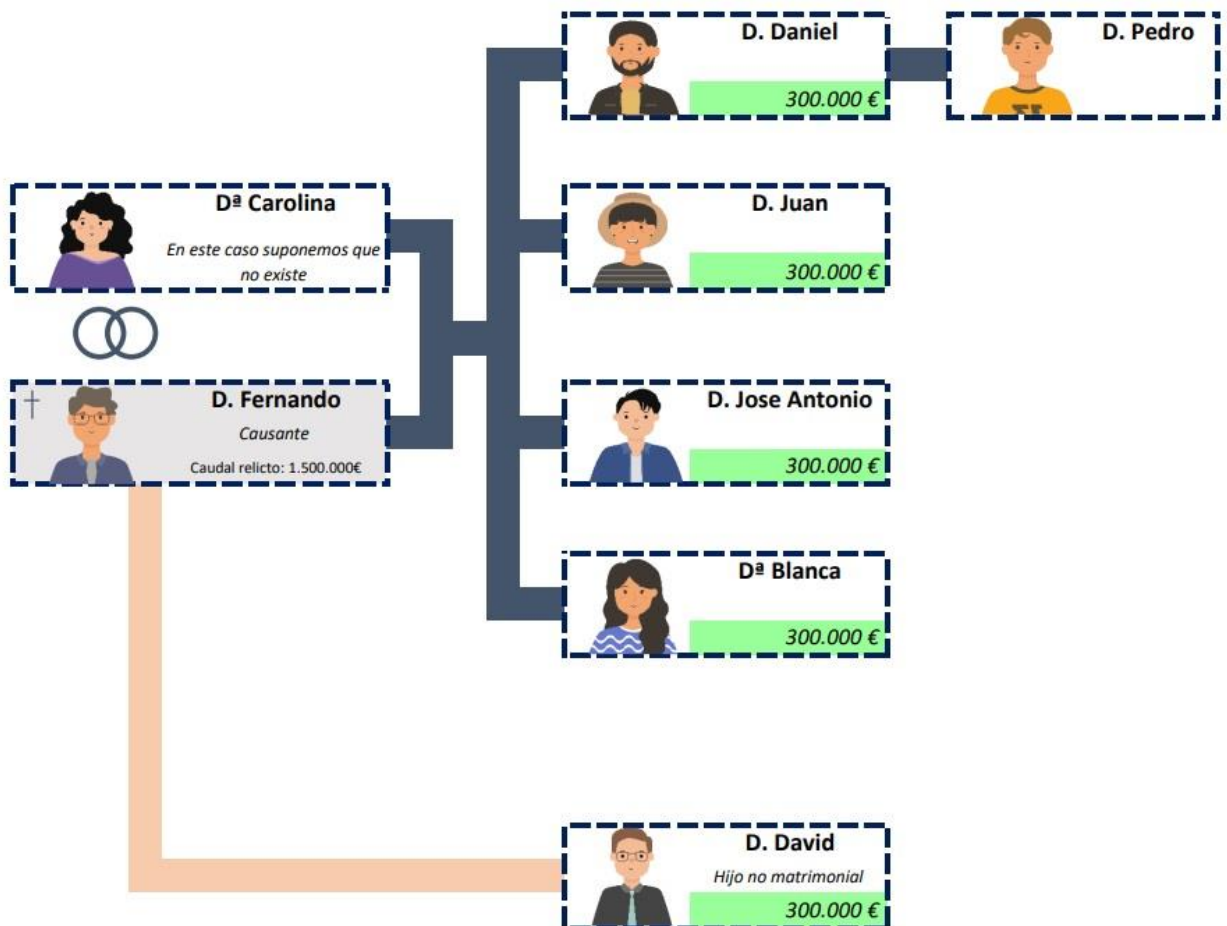 D. Daniel
300.000 €
D. Pedro
Dª Carolina
En este caso suponemos que
no existe
D. Juan
300.000 €
D. Fernando
Causante
Caudal relicto: 1.500.000€
D. Jose Antonio
300.000 €
Dª Blanca
300.000 €
D. David
Hijo no matrimonial
300.000 €